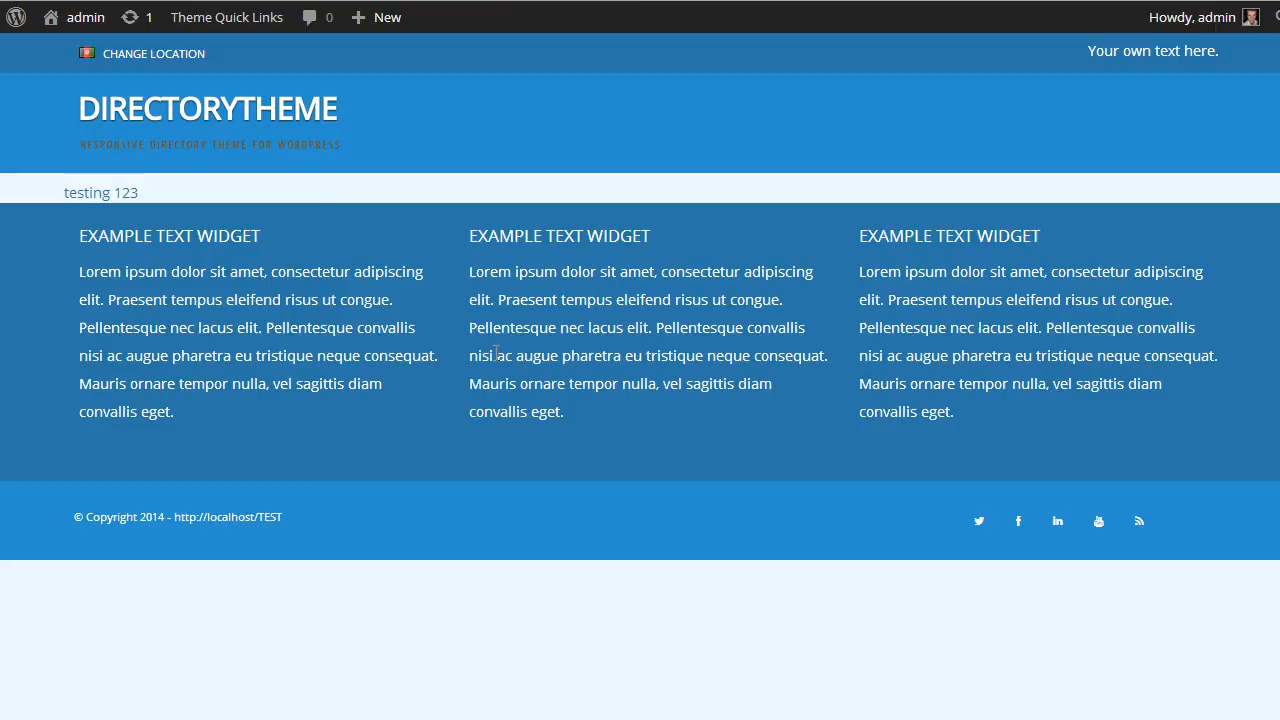 admin 1 Theme Quick Links 0 New Howdy, admin
CHANGE LOCATION Your own text here.
DIRECTORYTHEME
RESPONSIVE DIRECTORY THEME FOR WORDPRESS
testing 123
EXAMPLE TEXT WIDGET
Lorem ipsum dolor sit amet, consectetur adipiscing
elit. Praesent tempus eleifend risus ut congue.
Pellentesque nec lacus elit. Pellentesque convallis
nisi ac augue pharetra eu tristique neque consequat.
Mauris ornare tempor nulla, vel sagittis diam
convallis eget.
EXAMPLE TEXT WIDGET
Lorem ipsum dolor sit amet, consectetur adipiscing
elit. Praesent tempus eleifend risus ut congue.
Pellentesque nec lacus elit. Pellentesque convallis
nisi ac augue pharetra eu tristique neque consequat.
Mauris ornare tempor nulla, vel sagittis diam
convallis eget.
EXAMPLE TEXT WIDGET
Lorem ipsum dolor sit amet, consectetur adipiscing
elit. Praesent tempus eleifend risus ut congue.
Pellentesque nec lacus elit. Pellentesque convallis
nisi ac augue pharetra eu tristique neque consequat.
Mauris ornare tempor nulla, vel sagittis diam
convallis eget.
© Copyright 2014 - http://localhost/TEST